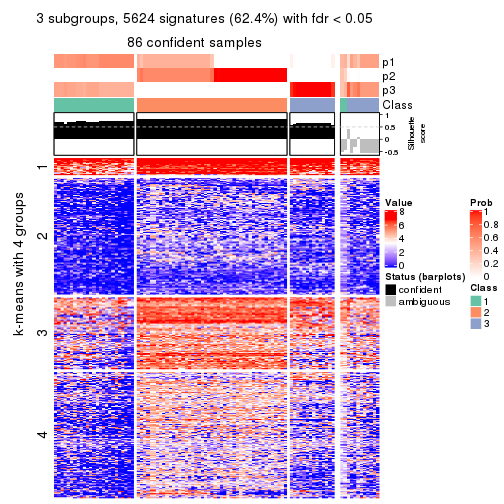 3 subgroups, 5624 signatures (62.4%) with fdr < 0.05
86 confident samples
p1
p2
p3
Class
1
0.5
0
-0.5
Silhouette
score
k-means with 4 groups
1
2
3
4
Value
8
6
4
2
0
Status (barplots)
confident
ambiguous
Prob
1
0.8
0.6
0.4
0.2
0
Class
1
2
3